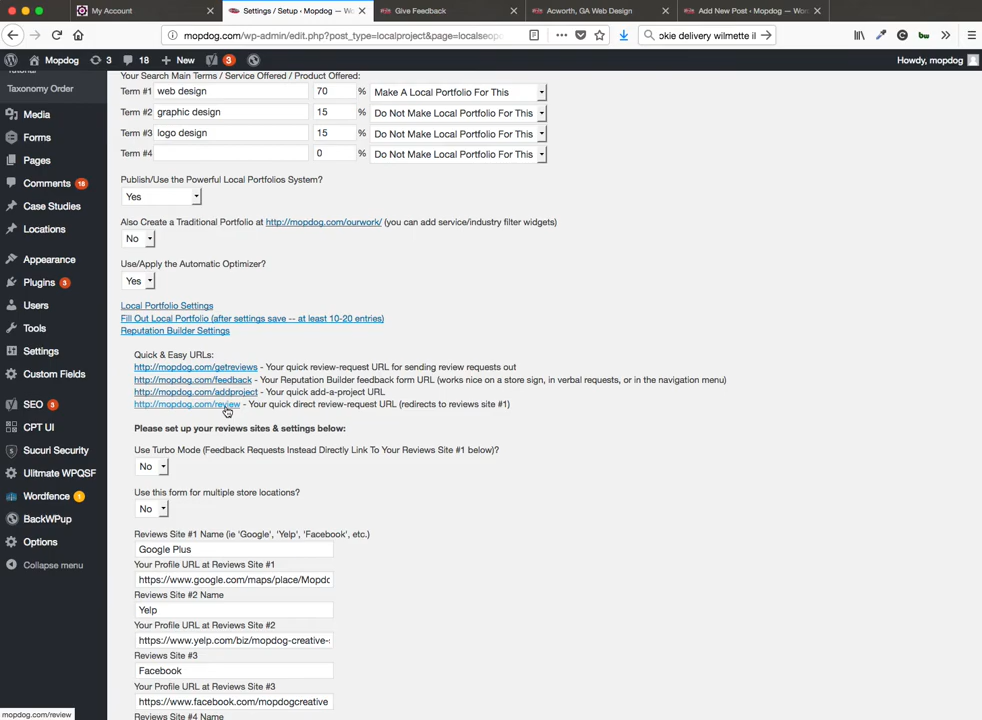 My Account
Settings / Setup ‹ Mopdog — Wo
Give Feedback
Acworth, GA Web Design
Add New Post ‹ Mopdog — Wor
mopdog.com/wp-admin/edit.php?post_type=localproject&page=localseop
okie delivery wilmette il
Mopdog
3
18
New
3
Howdy, mopdog
Tutorial
Taxonomy Order
Media
Forms
Pages
Comments 16
Case Studies
Locations
Appearance
Plugins 3
Users
Tools
Settings
Custom Fields
SEO 5
CPT UI
Sucuri Security
Ulitmate WPQSF
Wordfence 1
BackWPup
Options
Collapse menu
Your Search Main Terms / Service Offered / Product Offered:
Term #1 web design 70 % Make A Local Portfolio For This
Term #2 graphic design 15 % Do Not Make Local Portfolio For This
Term #3 logo design 15 % Do Not Make Local Portfolio For This
Term #4 0 % Do Not Make Local Portfolio For This
Publish/Use the Powerful Local Portfolios System?
Yes
Also Create a Traditional Portfolio at http://mopdog.com/ourwork/ (you can add service/industry filter widgets)
No
Use/Apply the Automatic Optimizer?
Yes
Local Portfolio Settings
Fill Out Local Portfolio (after settings save -- at least 10-20 entries)
Reputation Builder Settings
Quick & Easy URLs:
http://mopdog.com/getreviews - Your quick review-request URL for sending review requests out
http://mopdog.com/feedback - Your Reputation Builder feedback form URL (works nice on a store sign, in verbal requests, or in the navigation menu)
http://mopdog.com/addproject - Your quick add-a-project URL
http://mopdog.com/review - Your quick direct review-request URL (redirects to reviews site #1)
Please set up your reviews sites & settings below:
Use Turbo Mode (Feedback Requests Instead Directly Link To Your Reviews Site #1 below)?
No
Use this form for multiple store locations?
No
Reviews Site #1 Name (ie 'Google', 'Yelp', 'Facebook', etc.)
Google Plus
Your Profile URL at Reviews Site #1
https://www.google.com/maps/place/Mopdo
Reviews Site #2 Name
Yelp
Your Profile URL at Reviews Site #2
https://www.yelp.com/biz/mopdog-creative-
Reviews Site #3
Facebook
Your Profile URL at Reviews Site #3
https://www.facebook.com/mopdogcreative
Reviews Site #4 Name
mopdog.com/review